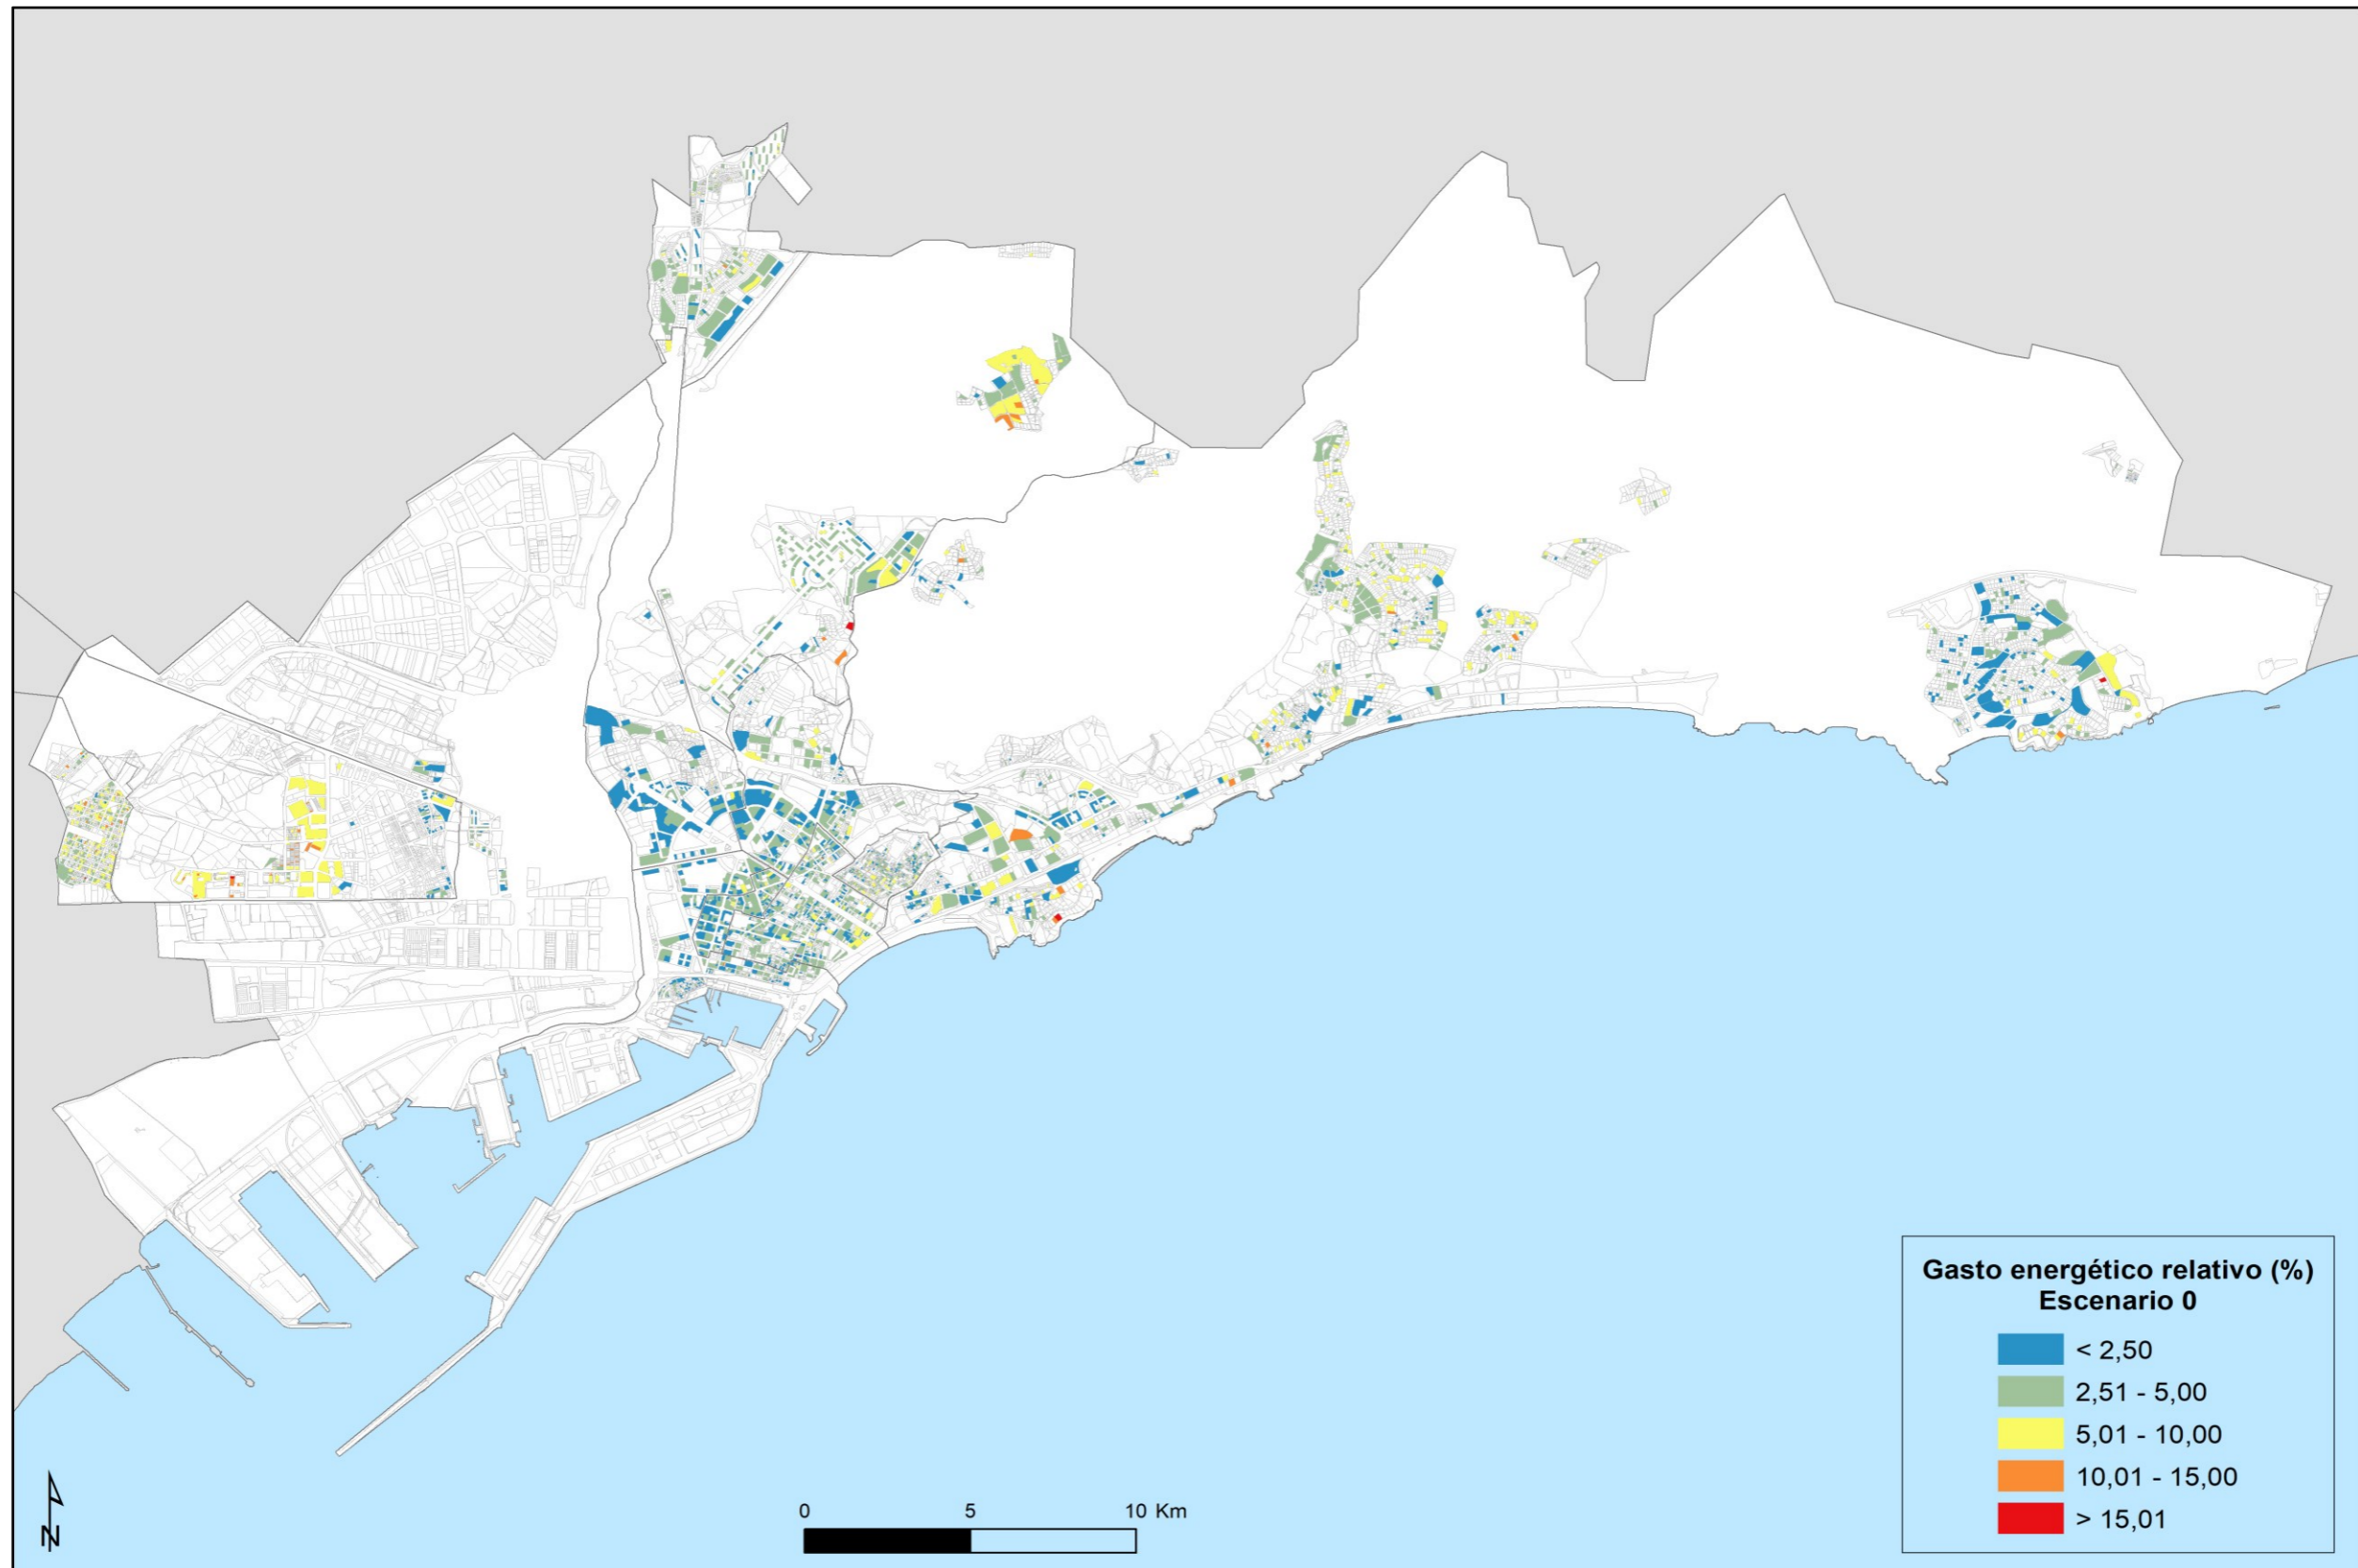 Gasto energético relativo (%)
Escenario 0
< 2,50
2,51 - 5,00
5,01 - 10,00
10,01 - 15,00
> 15,01
0 5 10 Km
N